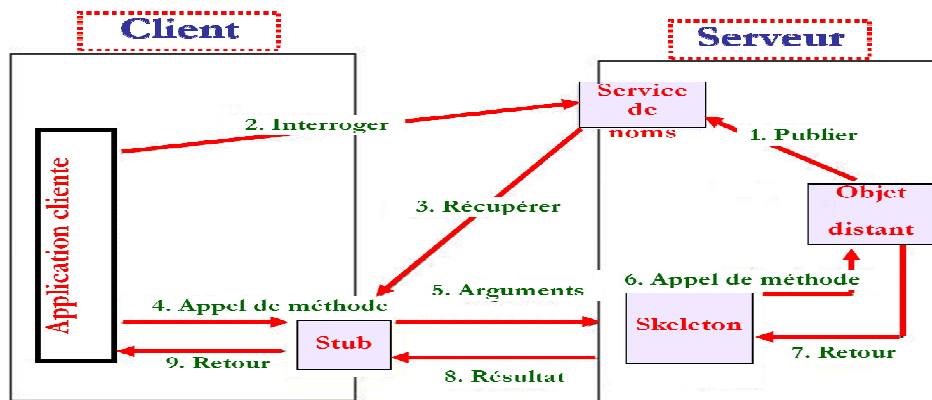 Client
Serveur
Service
de
noms
2. Interroger
1. Publier
Application cliente
Objet
distant
3. Récupérer
6. Appel de méthode
5. Arguments
4. Appel de méthode
Skeleton
Stub
7. Retour
9. Retour
8. Résultat